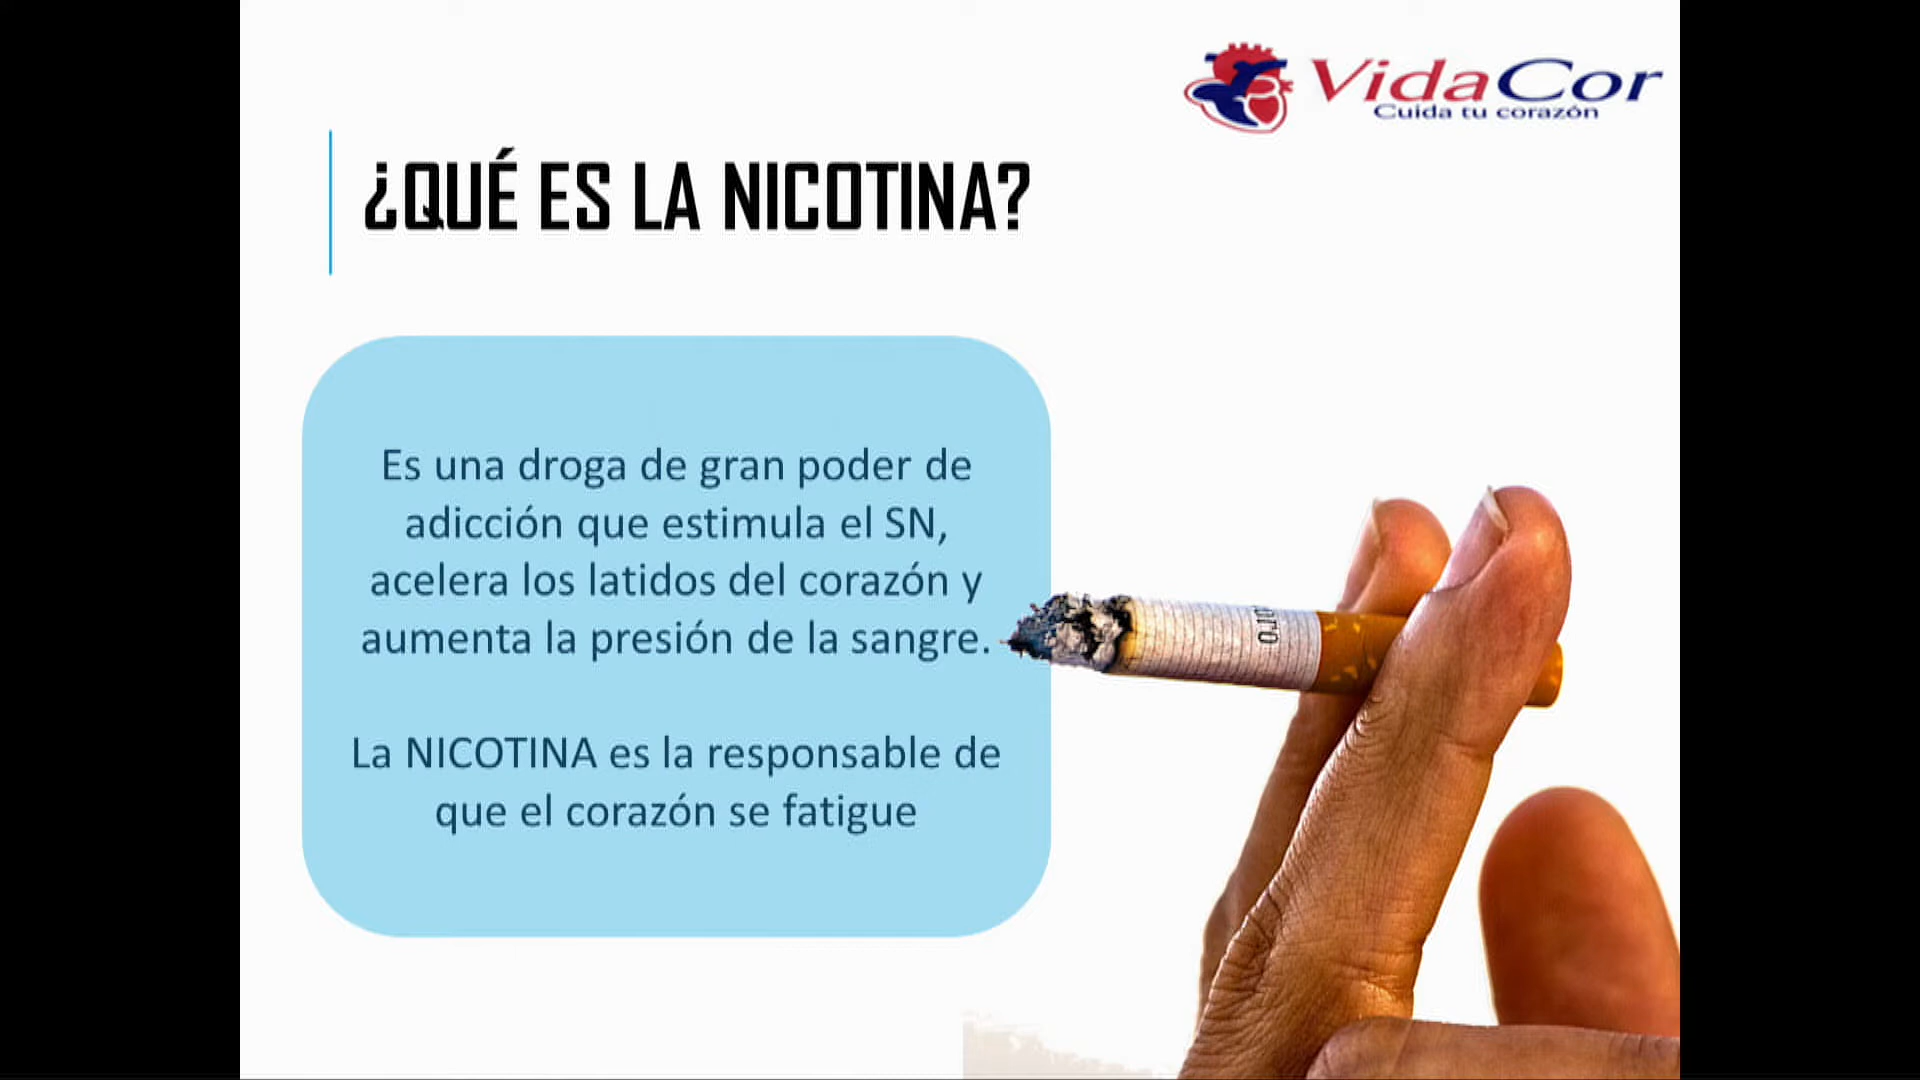 VidaCor
Cuida tu corazón
¿QUÉ ES LA NICOTINA?
Es una droga de gran poder de
adicción que estimula el SN,
acelera los latidos del corazón y
aumenta la presión de la sangre.
La NICOTINA es la responsable de
que el corazón se fatigue